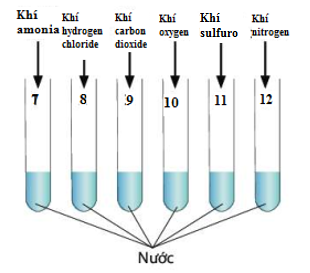 Khí amonia
Khí hydrogen chloride
Khí carbon dioxide
Khí oxygen
Khí sulfuro
Khí nitrogen
7 8 9 10 11 12
Nước